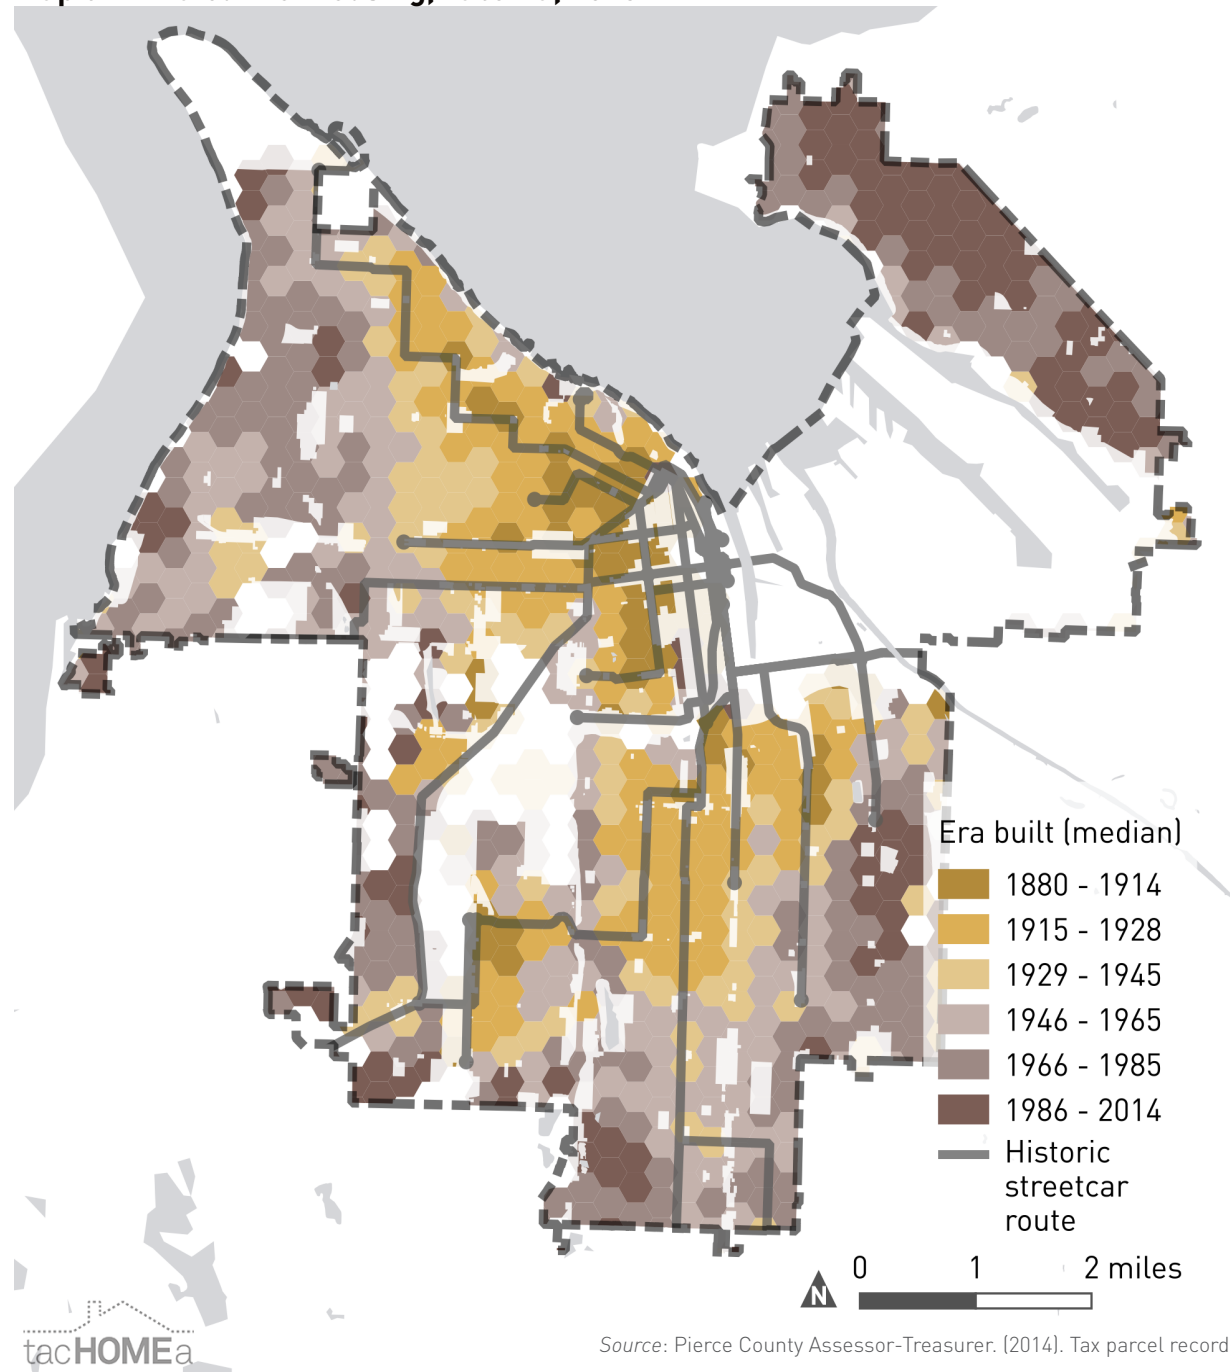 Era built (median)
1880 - 1914
1915 - 1928
1929 - 1945
1946 - 1965
1966 - 1985
1986 - 2014
Historic
streetcar
route
0 1 2 miles
N
tacHOMEa
Source: Pierce County Assessor-Treasurer. (2014). Tax parcel record